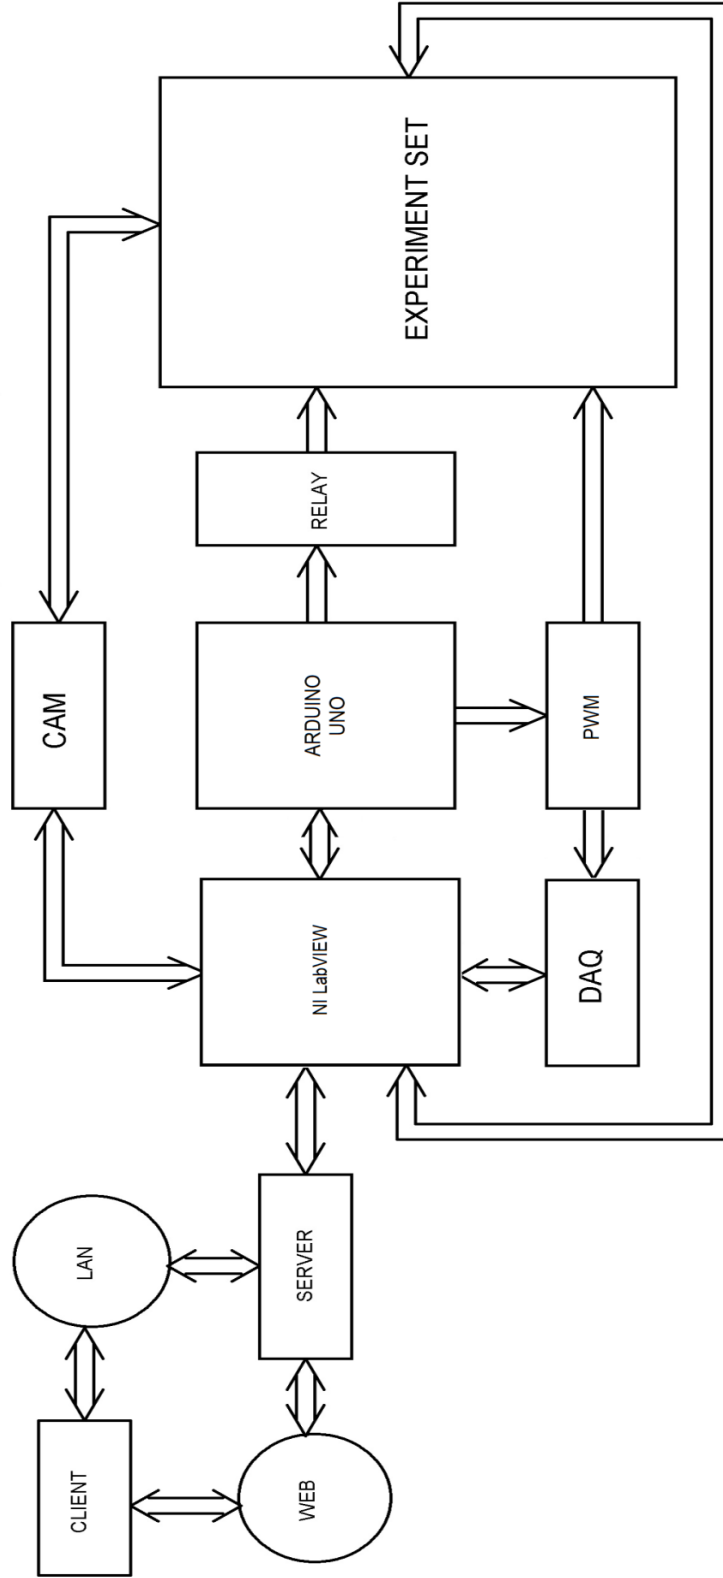 CLIENT
LAN
WEB
SERVER
NI LabVIEW
CAM
ARDUINO
UNO
DAQ
PWM
RELAY
EXPERIMENT SET